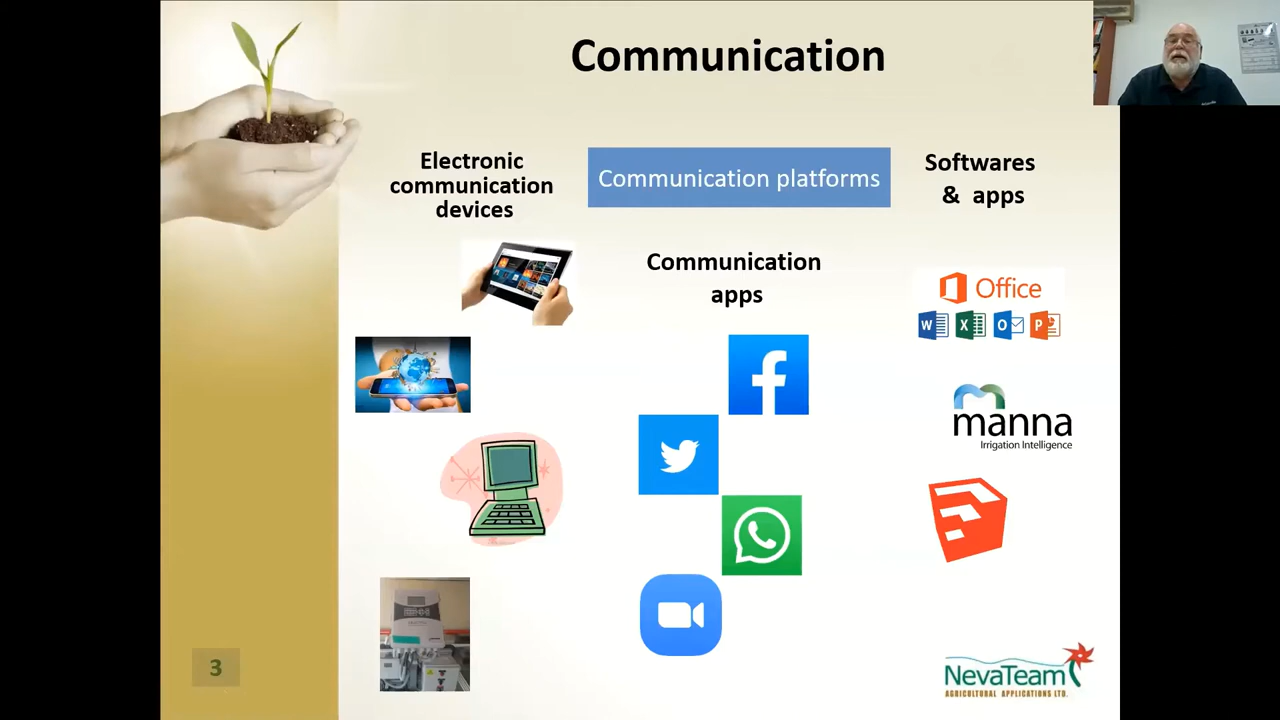 Communication
Electronic
communication
devices
Communication platforms
Softwares
& apps
Communication
apps
Office
W
X
O
P
manna
Irrigation Intelligence
NevaTeam
AGRICULTURAL APPLICATIONS LTD.
3